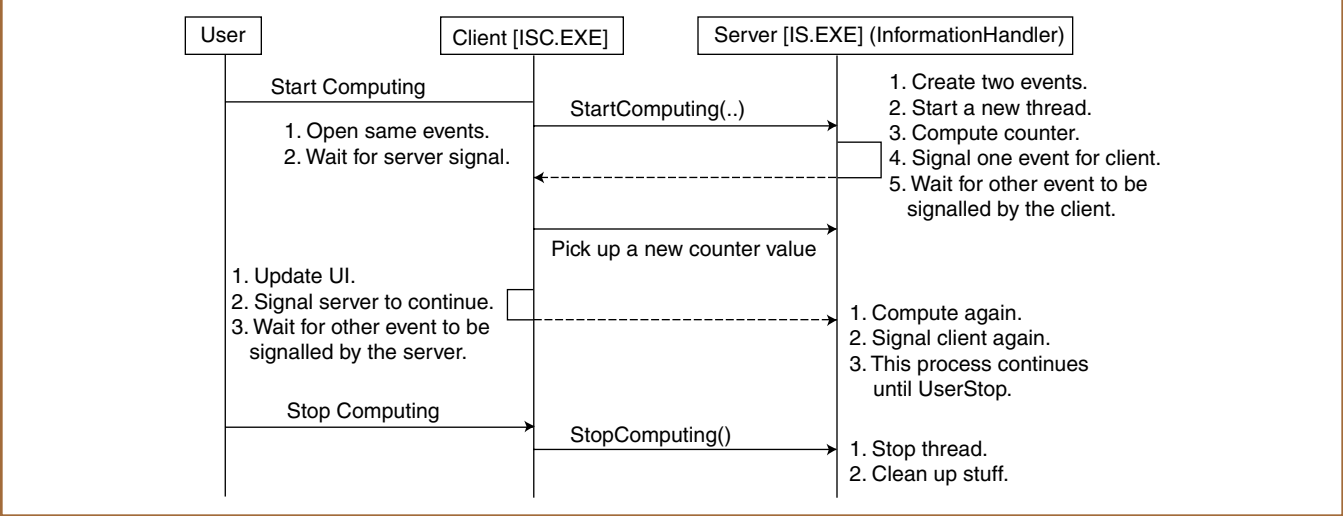 User
Client [ISC.EXE]
Server [IS.EXE] (InformationHandler)
Start Computing
StartComputing(..)
1. Create two events.
2. Start a new thread.
3. Compute counter.
4. Signal one event for client.
5. Wait for other event to be
signalled by the client.
1. Open same events.
2. Wait for server signal.
Pick up a new counter value
1. Update UI.
2. Signal server to continue.
3. Wait for other event to be
signalled by the server.
1. Compute again.
2. Signal client again.
3. This process continues
until UserStop.
Stop Computing
StopComputing()
1. Stop thread.
2. Clean up stuff.